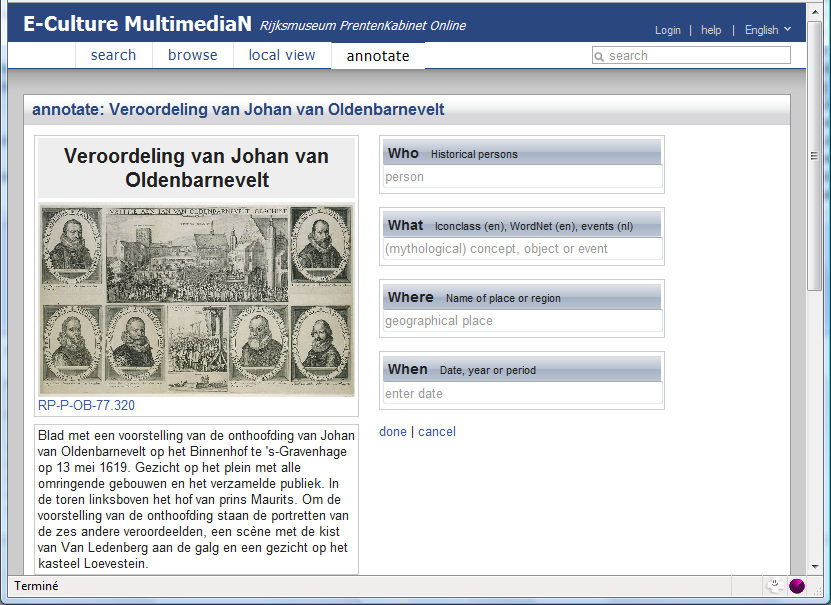 E-Culture MultimediaN Rijksmuseum PrentenKabinet Online
Login | help | English
search browse local view annotate
search
annotate: Veroordeling van Johan van Oldenbarnevelt
Veroordeling van Johan van
Oldenbarnevelt
RP-P-OB-77.320
Blad met een voorstelling van de onthoofding van Johan
van Oldenbarnevelt op het Binnenhof te 's-Gravenhage
op 13 mei 1619. Gezicht op het plein met alle
omringende gebouwen en het verzamelde publiek. In
de toren linksboven het hof van prins Maurits. Om de
voorstelling van de onthoofding staan de portretten van
de zes andere veroordeelden, een scène met de kist
van Van Ledenberg aan de galg en een gezicht op het
kasteel Loevestein.
Who Historical persons
person
What Iconclass (en), WordNet (en), events (nl)
(mythological) concept, object or event
Where Name of place or region
geographical place
When Date, year or period
enter date
done | cancel
Terminé